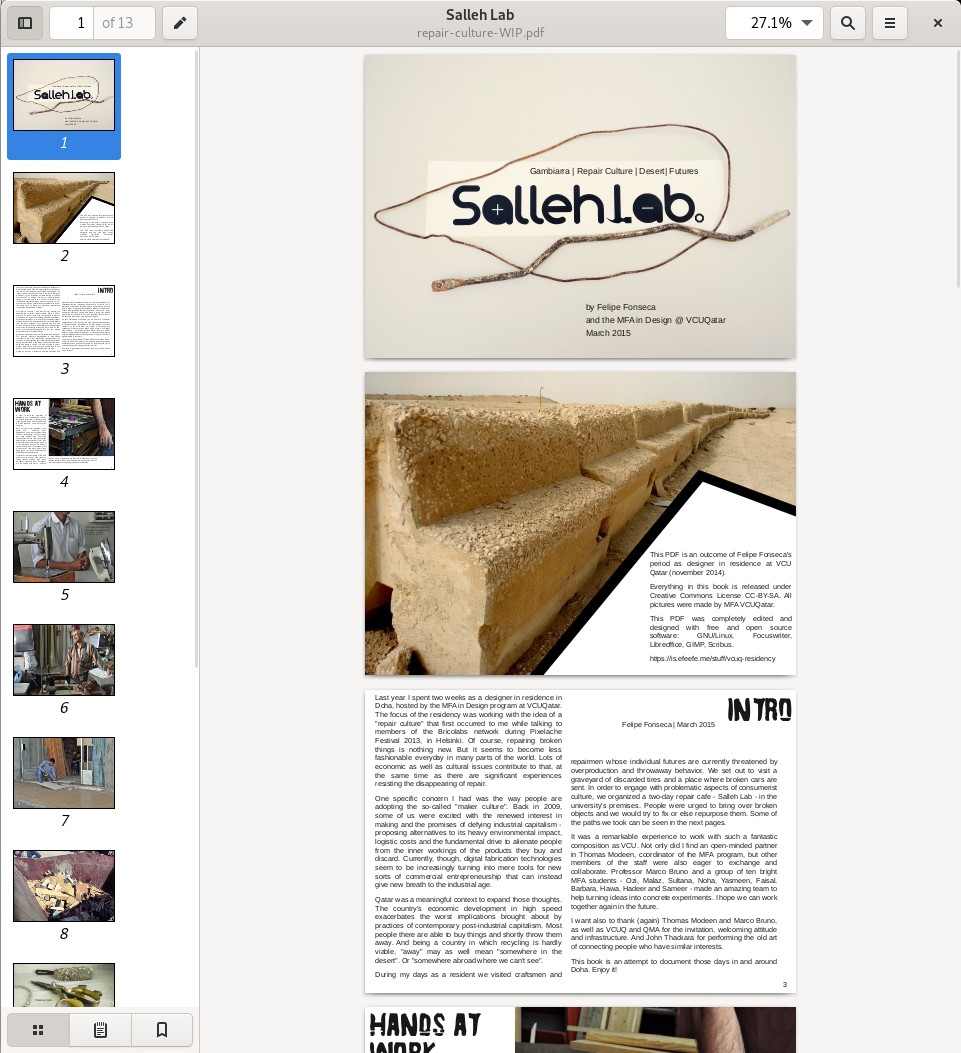 1
of 13
Salleh Lab
repair-culture-WIP.pdf
27.1%
1
2
3
4
5
6
7
8
INTRO
HANDS AT
WORK
Gambiarra | Repair Culture | Desert| Futures
SallehLab.
by Felipe Fonseca
and the MFA in Design @ VCUQatar
March 2015
This PDF is an outcome of Felipe Fonseca's
period as designer in residence at VCU
Qatar (november 2014).
Everything in this book is released under
Creative Commons License CC-BY-SA. All
pictures were made by MFA VCUQatar.
This PDF was completely edited and
designed with free and open source
software: GNU/Linux, Focuswriter,
Libreoffice, GIMP, Scribus.
https://is.efeefe.me/stuff/vcuq-residency
Last year I spent two weeks as a designer in residence in
Doha, hosted by the MFA in Design program at VCUQatar.
The focus of the residency was working with the idea of a
"repair culture" that first occurred to me while talking to
members of the Bricolabs network during Pixelache
Festival 2013, in Helsinki. Of course, repairing broken
things is nothing new. But it seems to become less
fashionable everyday in many parts of the world. Lots of
economic as well as cultural issues contribute to that, at
the same time as there are significant experiences
resisting the disappearing of repair.
One specific concern I had was the way people are
adopting the so-called "maker culture". Back in 2009,
some of us were excited with the renewed interest in
making and the promises of defying industrial capitalism -
proposing alternatives to its heavy environmental impact,
logistic costs and the fundamental drive to alienate people
from the inner workings of the products they buy and
discard. Currently, though, digital fabrication technologies
seem to be increasingly turning into mere tools for new
sorts of commercial entrepreneurship that can instead
give new breath to the industrial age.
Qatar was a meaningful context to expand those thoughts.
The country's economic development in high speed
exacerbates the worst implications brought about by
practices of contemporary post-industrial capitalism. Most
people there are able to buy things and shortly throw them
away. And being a country in which recycling is hardly
viable, "away" may as well mean "somewhere in the
desert". Or "somewhere abroad where we can't see".
During my days as a resident we visited craftsmen and
INTRO
Felipe Fonseca | March 2015
repairmen whose individual futures are currently threatened by
overproduction and throwaway behavior. We set out to visit a
graveyard of discarded tires and a place where broken cars are
sent. In order to engage with problematic aspects of consumerist
culture, we organized a two-day repair cafe - Salleh Lab - in the
university's premises. People were urged to bring over broken
objects and we would try to fix or else repurpose them. Some of
the paths we took can be seen in the next pages.
It was a remarkable experience to work with such a fantastic
composition as VCU. Not only did I find an open-minded partner
in Thomas Modeen, coordinator of the MFA program, but other
members of the staff were also eager to exchange and
collaborate. Professor Marco Bruno and a group of ten bright
MFA students - Ozi, Malaz, Sultana, Noha, Yasmeen, Faisal,
Barbara, Hawa, Hadeer and Sameer - made an amazing team to
help turning ideas into concrete experiments. I hope we can work
together again in the future.
I want also to thank (again) Thomas Modeen and Marco Bruno,
as well as VCUQ and QMA for the invitation, welcoming attitude
and infrastructure. And John Thackara for performing the old art
of connecting people who have similar interests.
This book is an attempt to document those days in and around
Doha. Enjoy it!
3
HANDS AT
WORK